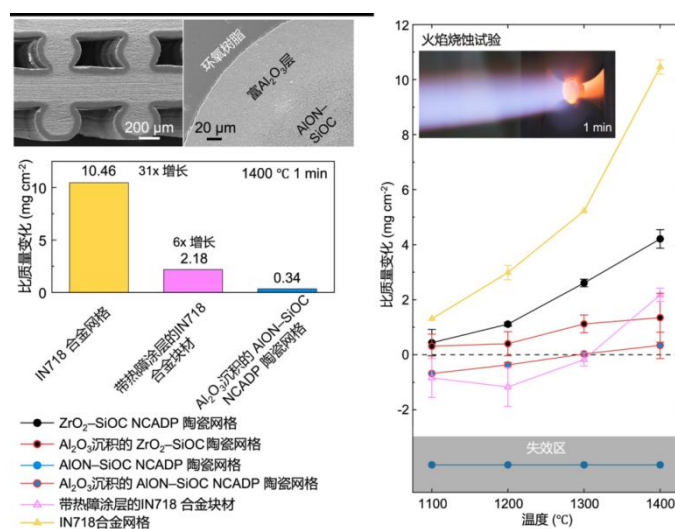 环氧树脂
富Al₂O₃层
AlON–
SiOC
200 μm
20 μm
比质量变化 (mg cm⁻²)
10
5
0
10.46
31x 增长
1400 ℃ 1 min
6x 增长
2.18
0.34
IN718 合金网格
带热障涂层的IN718
合金块材
Al₂O₃沉积的 AlON–SiOC
NCADP 陶瓷网格
ZrO₂–SiOC NCADP 陶瓷网格
Al₂O₃沉积的 ZrO₂–SiOC 陶瓷网格
AlON–SiOC NCADP 陶瓷网格
Al₂O₃沉积的 AlON–SiOC NCADP 陶瓷网格
带热障涂层的IN718 合金块材
IN718合金网格
火焰烧蚀试验
1 min
比质量变化 (mg cm⁻²)
12
10
8
6
4
2
0
-2
失效区
1100
1200
1300
1400
温度 (℃)